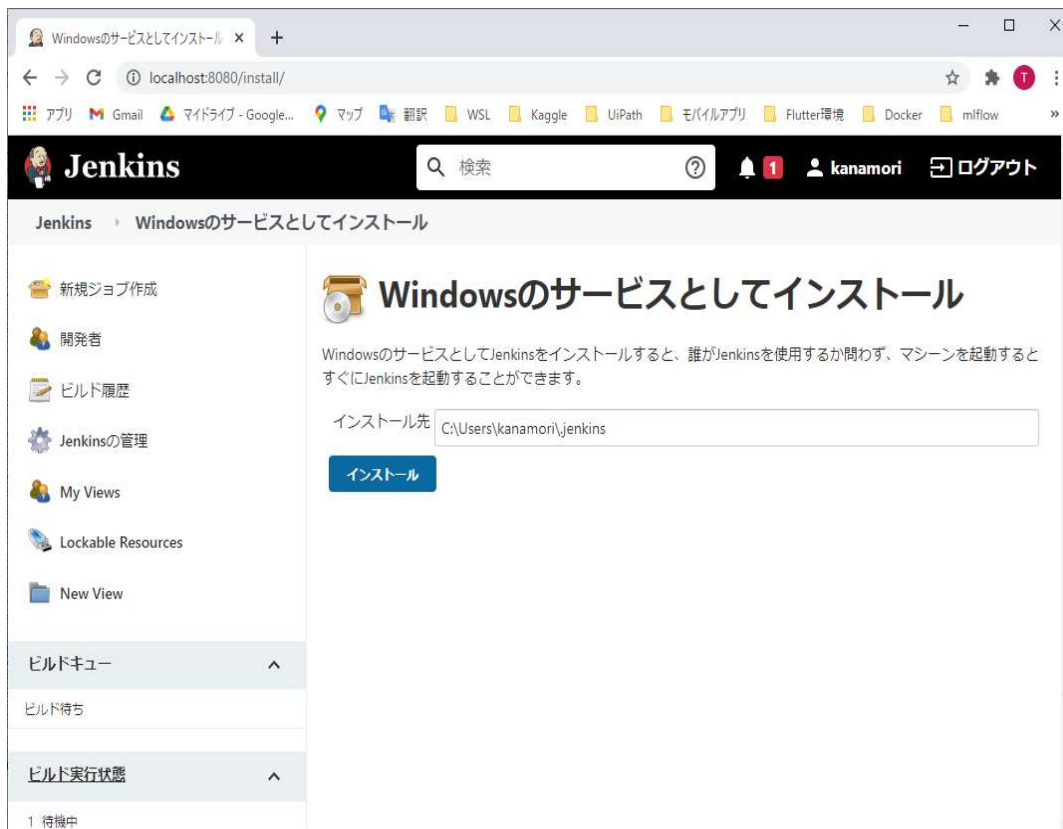 Windowsのサービスとしてインストール
localhost:8080/install/
アプリ Gmail マイドライブ - Google... マップ 翻訳 WSL Kaggle UiPath モバイルアプリ Flutter環境 Docker mlflow »
Jenkins 検索 1 kanamori ログアウト
Jenkins Windowsのサービスとしてインストール
新規ジョブ作成
開発者
ビルド履歴
Jenkinsの管理
My Views
Lockable Resources
New View
ビルドキュー
ビルド待ち
ビルド実行状態
1 待機中
Windowsのサービスとしてインストール
WindowsのサービスとしてJenkinsをインストールすると、誰がJenkinsを使用するか問わず、マシーンを起動すると
すぐにJenkinsを起動することができます。
インストール先 C:\Users\kanamori\.jenkins
インストール